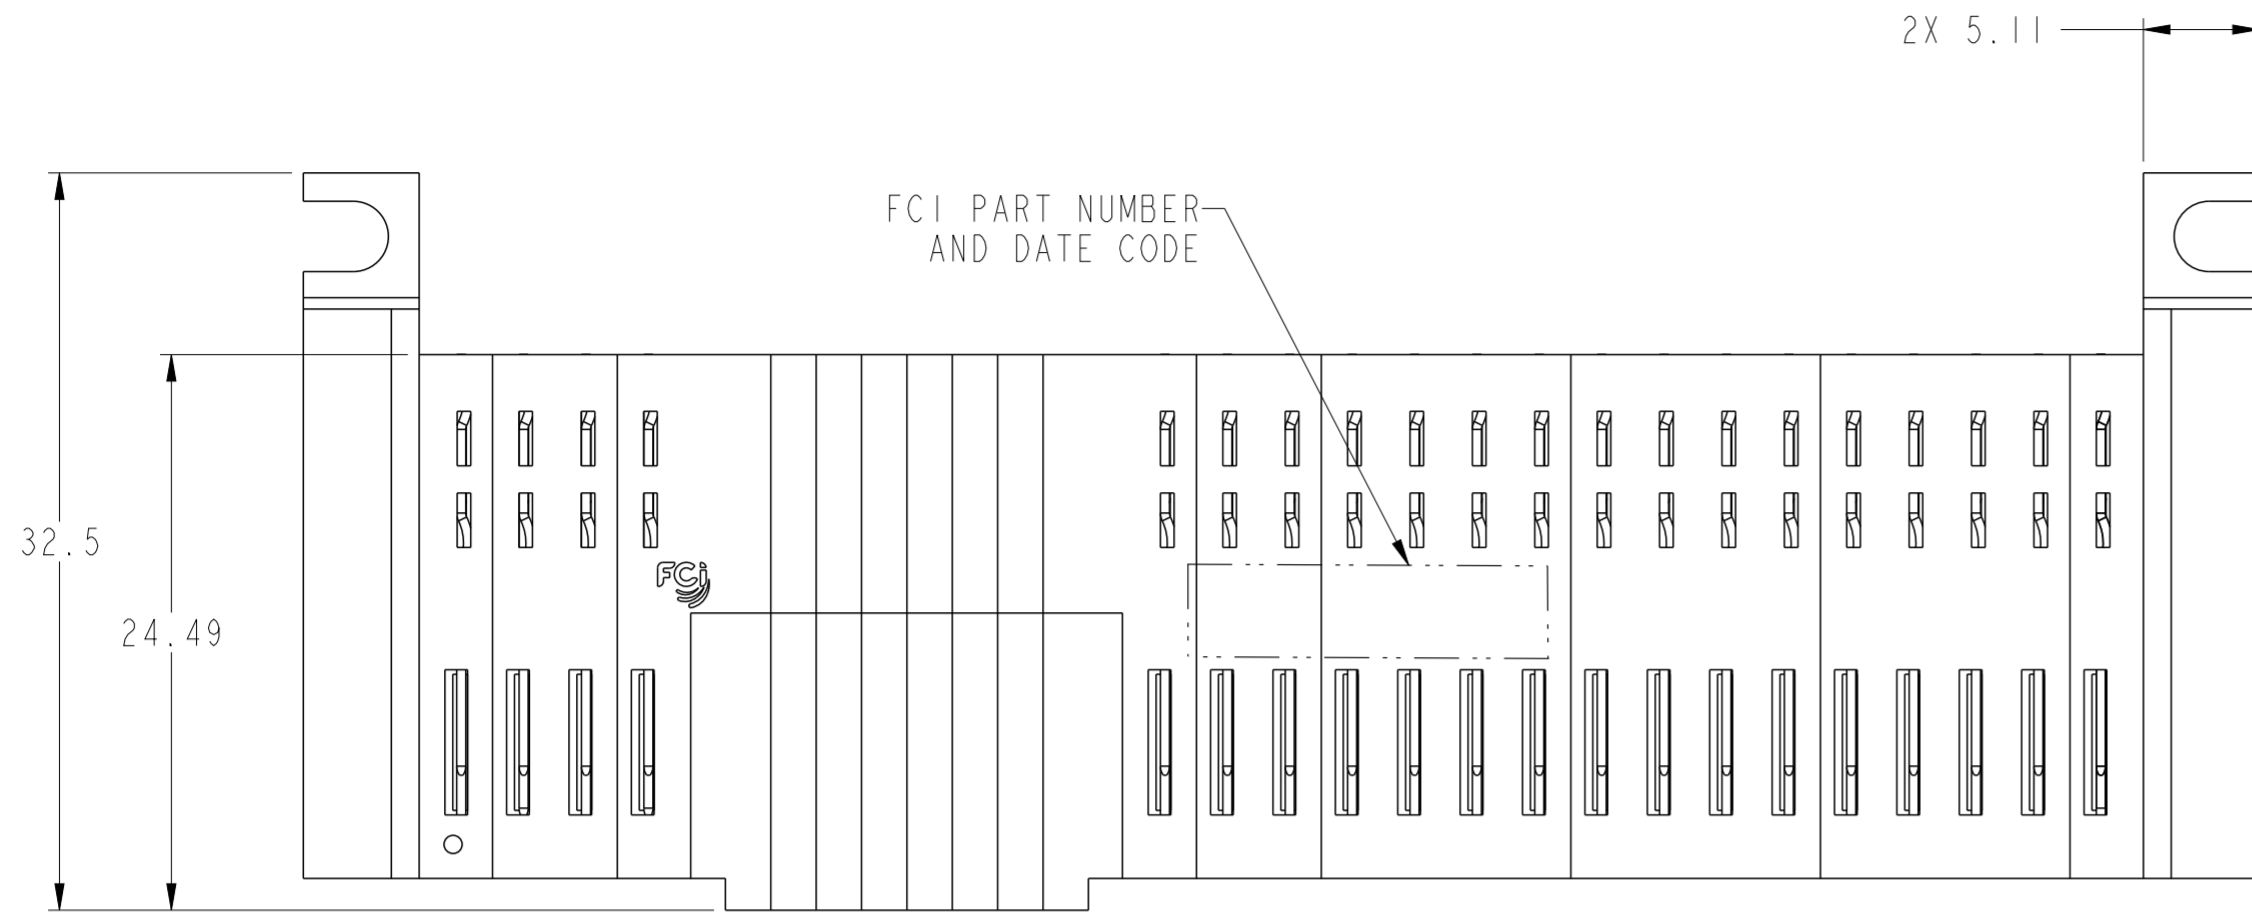 2X 5.11
FCI PART NUMBER
AND DATE CODE
32.5
FCi
24.49